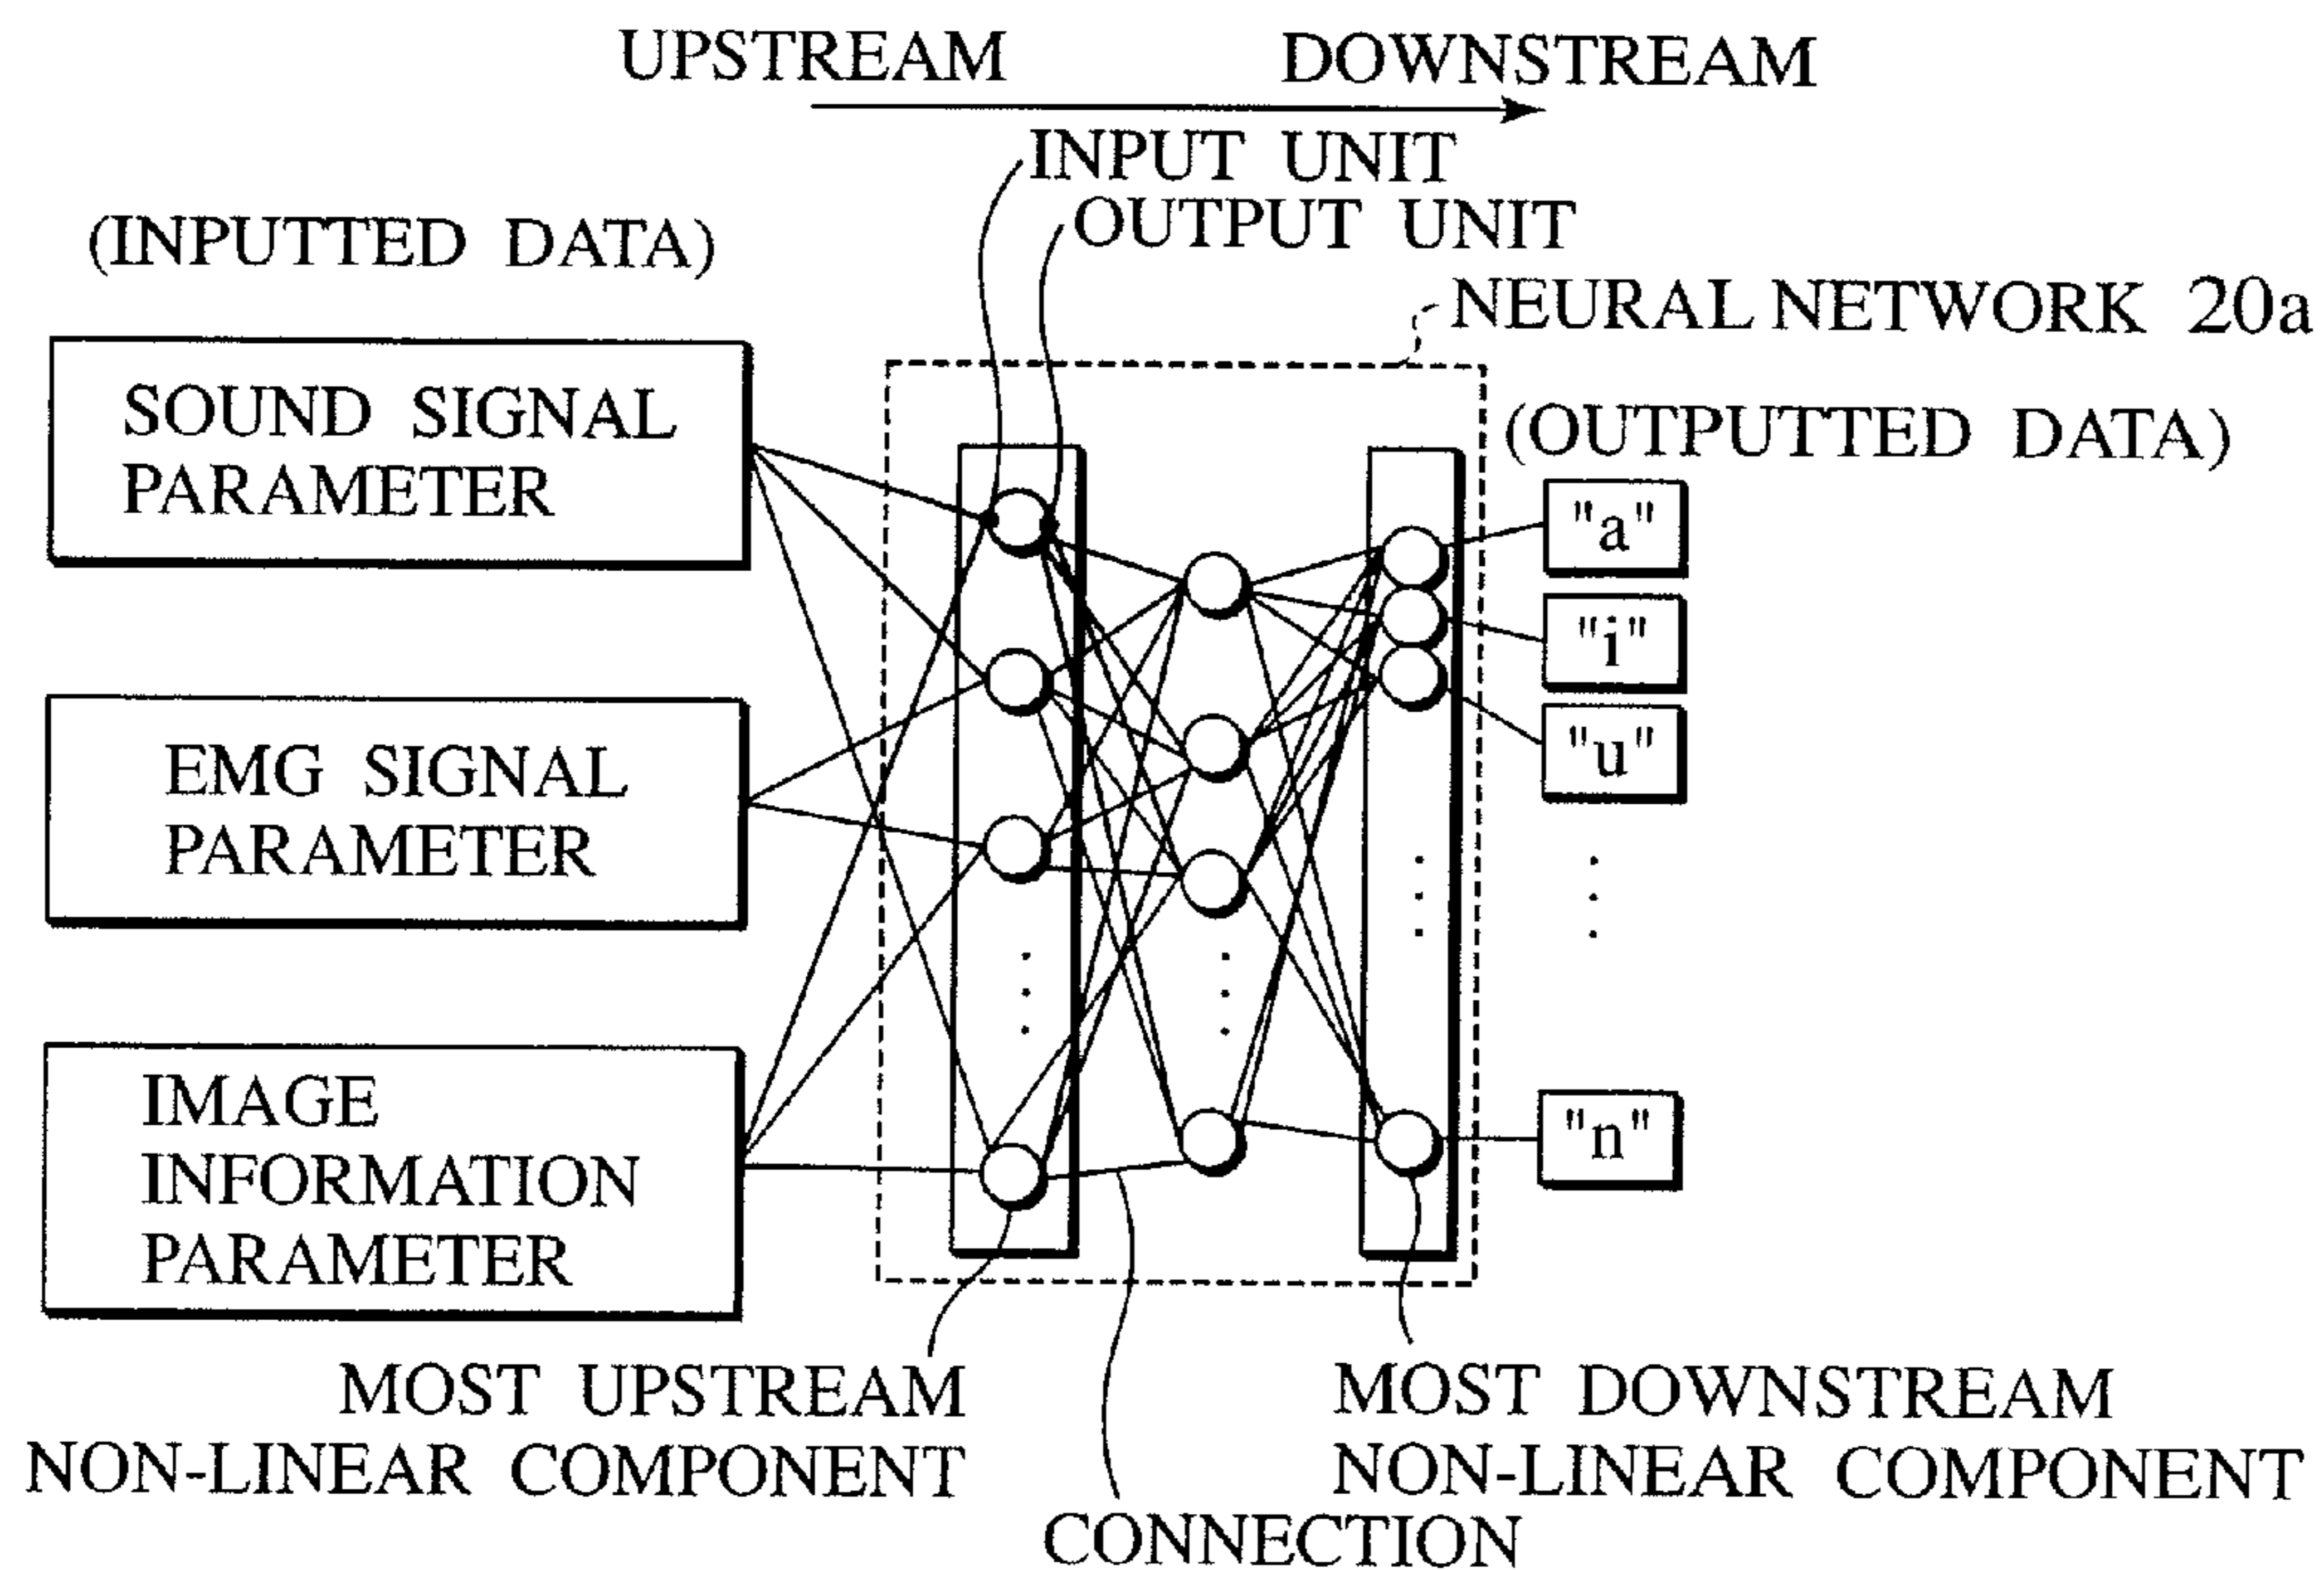 UPSTREAM DOWNSTREAM
INPUT UNIT
OUTPUT UNIT
(INPUTTED DATA)
NEURAL NETWORK 20a
SOUND SIGNAL
PARAMETER
(OUTPUTTED DATA)
"a"
"i"
"u"
EMG SIGNAL
PARAMETER
IMAGE
INFORMATION
PARAMETER
"n"
MOST UPSTREAM
NON-LINEAR COMPONENT
MOST DOWNSTREAM
NON-LINEAR COMPONENT
CONNECTION